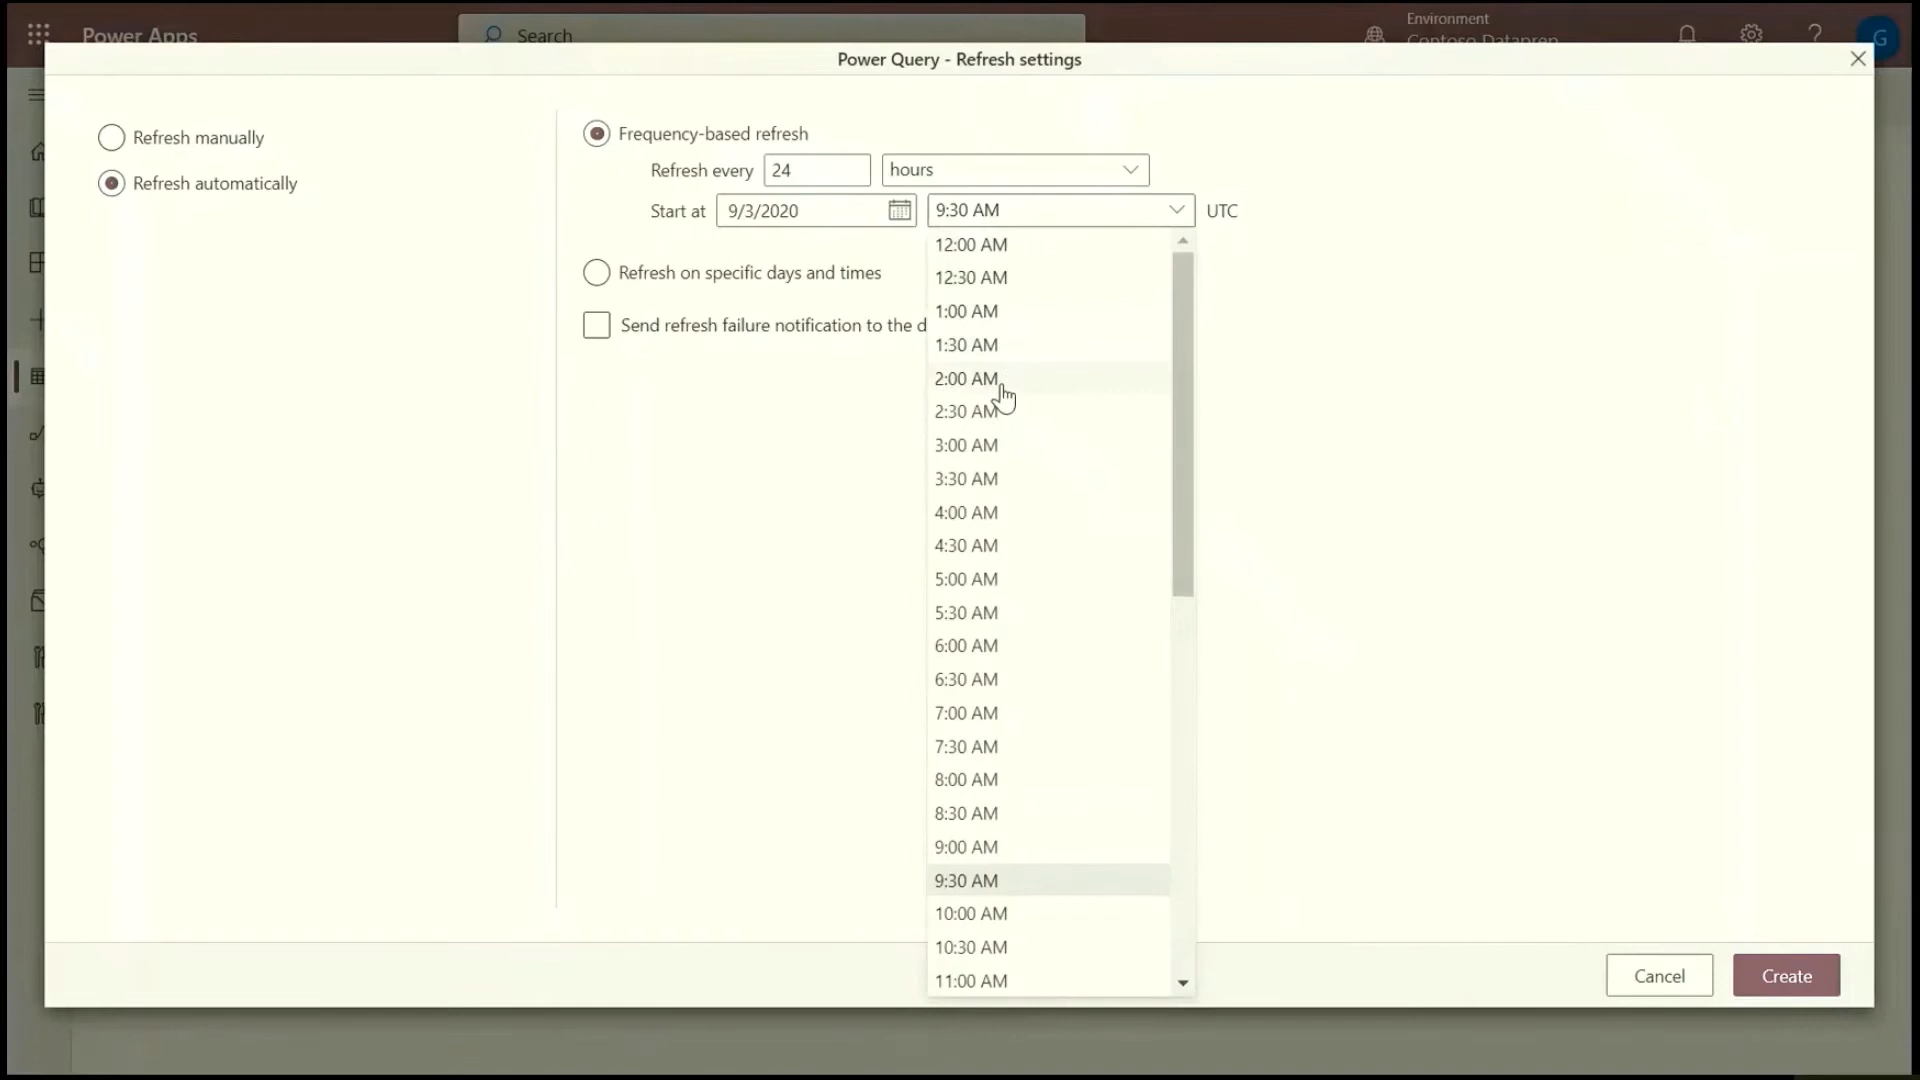 Power Apps
Search
Environment
Contoso Dataprep
G
Power Query - Refresh settings
Refresh manually
Refresh automatically
Frequency-based refresh
Refresh every 24 hours
Start at 9/3/2020 9:30 AM UTC
12:00 AM
12:30 AM
1:00 AM
1:30 AM
2:00 AM
2:30 AM
3:00 AM
3:30 AM
4:00 AM
4:30 AM
5:00 AM
5:30 AM
6:00 AM
6:30 AM
7:00 AM
7:30 AM
8:00 AM
8:30 AM
9:00 AM
9:30 AM
10:00 AM
10:30 AM
11:00 AM
Refresh on specific days and times
Send refresh failure notification to the d
Cancel
Create